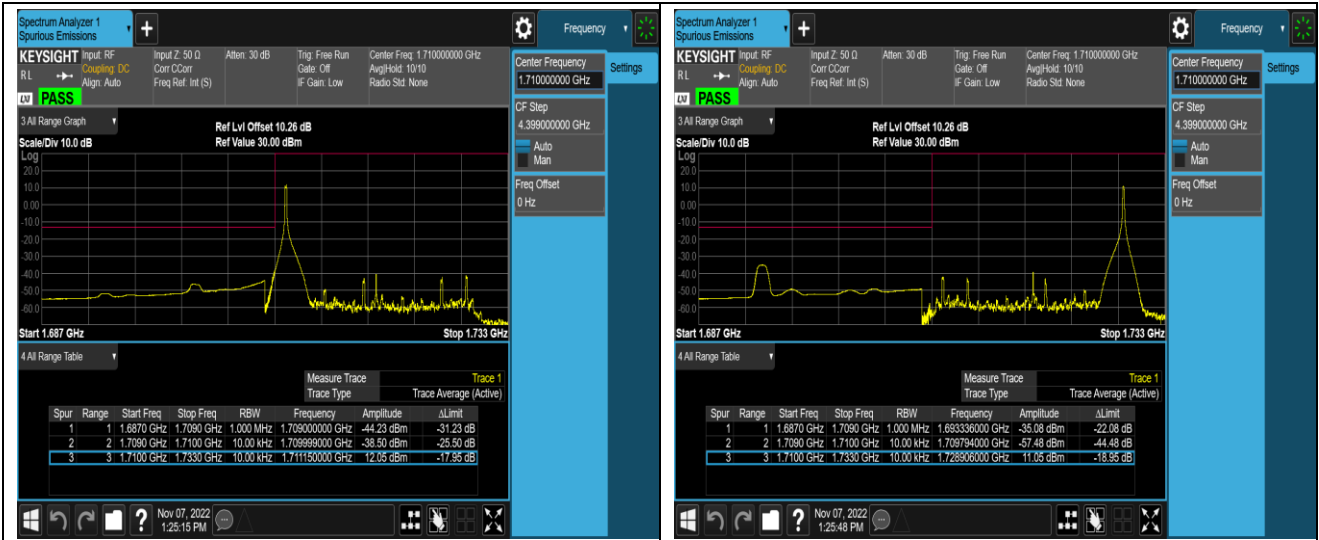 Spectrum Analyzer 1
Spurious Emissions
Frequency
KEYSIGHT Input: RF Input Z: 50 Ω Atten: 30 dB Trig: Free Run Center Freq: 1.710000000 GHz
Coupling: DC Corr CCorr Gate: Off Avg|Hold: 10/10
RL Align: Auto Freq Ref: Int (S) IF Gain: Low Radio Std: None
LXI PASS
Center Frequency
1.710000000 GHz
Settings
CF Step
4.399000000 GHz
Auto
Man
Freq Offset
0 Hz
3 All Range Graph
Ref Lvl Offset 10.26 dB
Scale/Div 10.0 dB Ref Value 30.00 dBm
Log
20.0
10.0
0.00
-10.0
-20.0
-30.0
-40.0
-50.0
-60.0
Start 1.687 GHz Stop 1.733 GHz
4 All Range Table
Measure Trace Trace 1
Trace Type Trace Average (Active)
Spur Range Start Freq Stop Freq RBW Frequency Amplitude ΔLimit
1 1 1.6870 GHz 1.7090 GHz 1.000 MHz 1.709000000 GHz -44.23 dBm -31.23 dB
2 2 1.7090 GHz 1.7100 GHz 10.00 kHz 1.709999000 GHz -38.50 dBm -25.50 dB
3 3 1.7100 GHz 1.7330 GHz 10.00 kHz 1.711150000 GHz 12.05 dBm -17.95 dB
?
Nov 07, 2022
1:25:15 PM
Spectrum Analyzer 1
Spurious Emissions
Frequency
KEYSIGHT Input: RF Input Z: 50 Ω Atten: 30 dB Trig: Free Run Center Freq: 1.710000000 GHz
Coupling: DC Corr CCorr Gate: Off Avg|Hold: 10/10
RL Align: Auto Freq Ref: Int (S) IF Gain: Low Radio Std: None
LXI PASS
Center Frequency
1.710000000 GHz
Settings
CF Step
4.399000000 GHz
Auto
Man
Freq Offset
0 Hz
3 All Range Graph
Ref Lvl Offset 10.26 dB
Scale/Div 10.0 dB Ref Value 30.00 dBm
Log
20.0
10.0
0.00
-10.0
-20.0
-30.0
-40.0
-50.0
-60.0
Start 1.687 GHz Stop 1.733 GHz
4 All Range Table
Measure Trace Trace 1
Trace Type Trace Average (Active)
Spur Range Start Freq Stop Freq RBW Frequency Amplitude ΔLimit
1 1 1.6870 GHz 1.7090 GHz 1.000 MHz 1.693336000 GHz -35.08 dBm -22.08 dB
2 2 1.7090 GHz 1.7100 GHz 10.00 kHz 1.709794000 GHz -57.48 dBm -44.48 dB
3 3 1.7100 GHz 1.7330 GHz 10.00 kHz 1.728906000 GHz 11.05 dBm -18.95 dB
?
Nov 07, 2022
1:25:48 PM